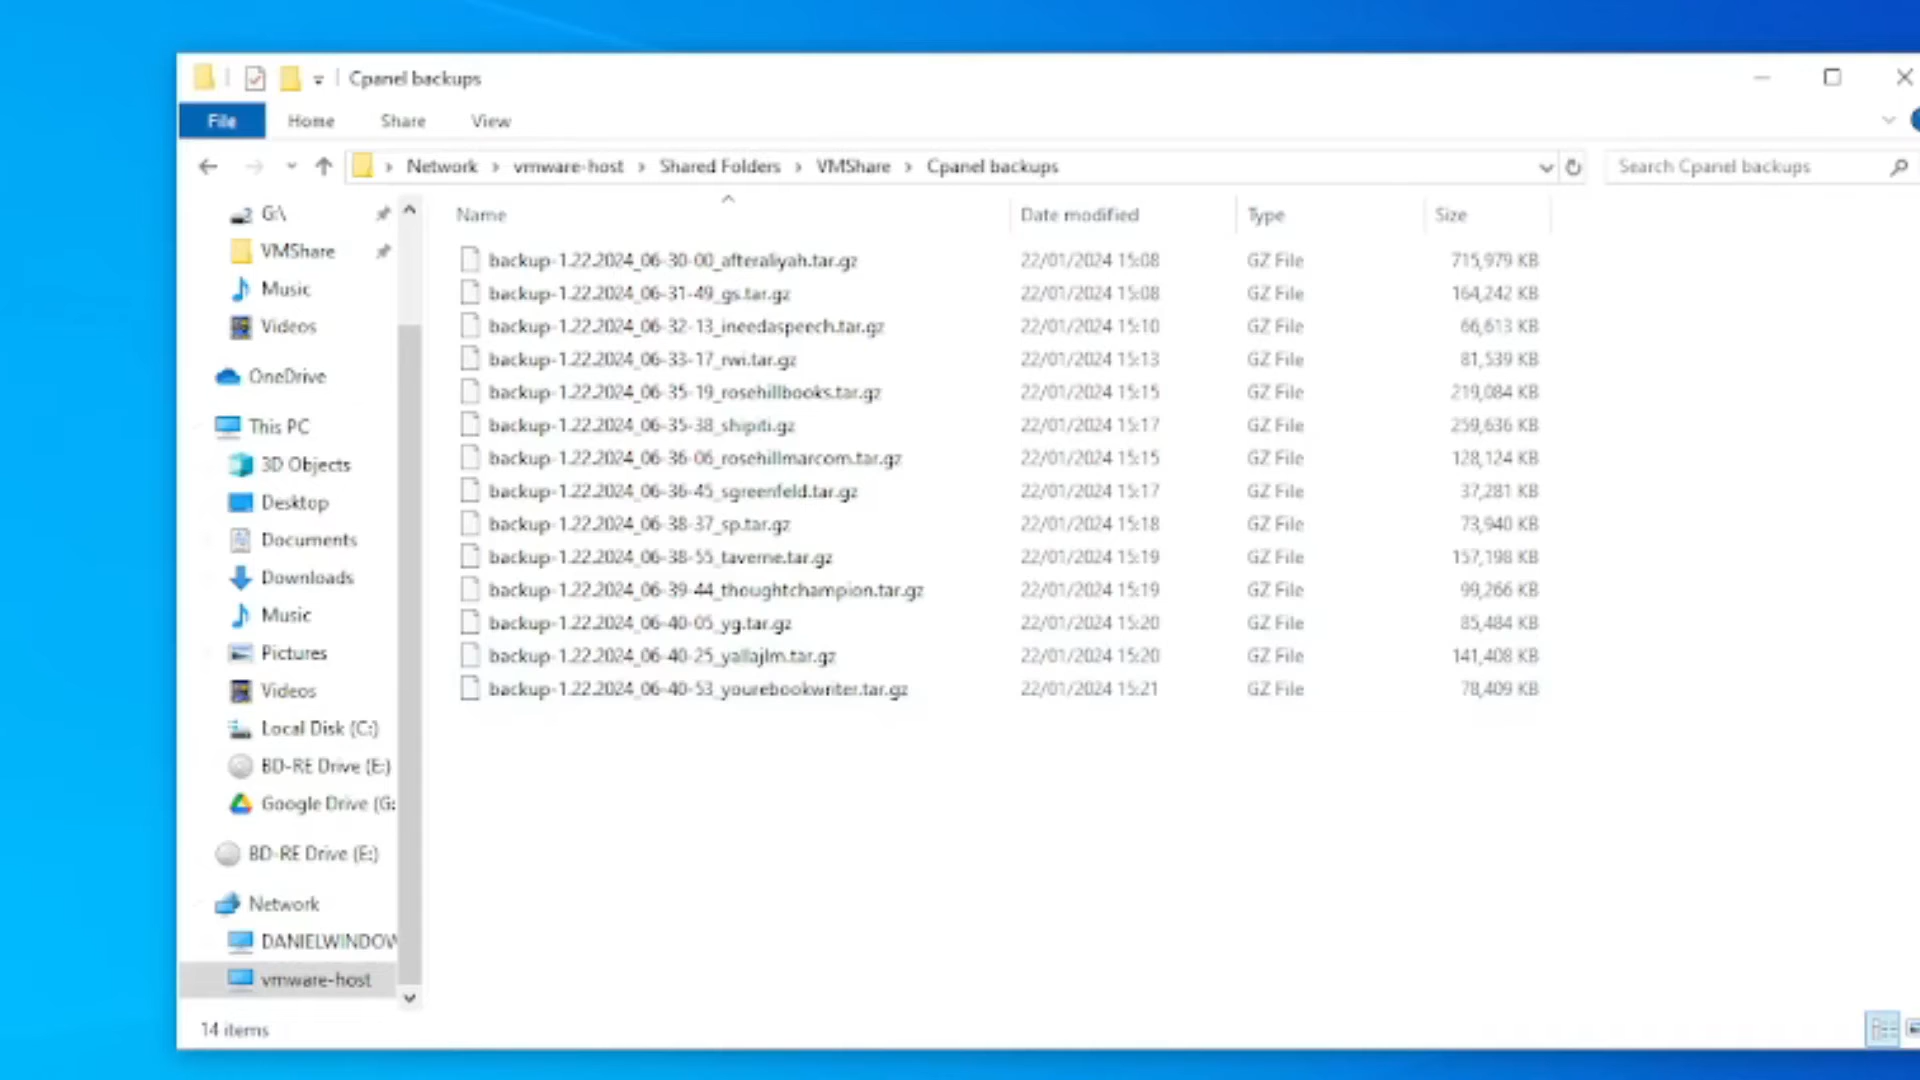 Cpanel backups
File Home Share View
Network › vmware-host › Shared Folders › VMShare › Cpanel backups
Search Cpanel backups
G:\
VMShare
Music
Videos
OneDrive
This PC
3D Objects
Desktop
Documents
Downloads
Music
Pictures
Videos
Local Disk (C:)
BD-RE Drive (E:)
Google Drive (G:
BD-RE Drive (E:)
Network
DANIELWINDOW
vmware-host
Name Date modified Type Size
backup-1.22.2024_06-30-00_afteraliyah.tar.gz 22/01/2024 15:08 GZ File 715,979 KB
backup-1.22.2024_06-31-49_gs.tar.gz 22/01/2024 15:08 GZ File 164,242 KB
backup-1.22.2024_06-32-13_ineedaspeech.tar.gz 22/01/2024 15:10 GZ File 66,613 KB
backup-1.22.2024_06-33-17_rwi.tar.gz 22/01/2024 15:13 GZ File 81,539 KB
backup-1.22.2024_06-35-19_rosehillbooks.tar.gz 22/01/2024 15:15 GZ File 219,084 KB
backup-1.22.2024_06-35-38_shipiti.gz 22/01/2024 15:17 GZ File 259,636 KB
backup-1.22.2024_06-36-06_rosehillmarcom.tar.gz 22/01/2024 15:15 GZ File 128,124 KB
backup-1.22.2024_06-36-45_sgreenfeld.tar.gz 22/01/2024 15:17 GZ File 37,281 KB
backup-1.22.2024_06-38-37_sp.tar.gz 22/01/2024 15:18 GZ File 73,940 KB
backup-1.22.2024_06-38-55_taverne.tar.gz 22/01/2024 15:19 GZ File 157,198 KB
backup-1.22.2024_06-39-44_thoughtchampion.tar.gz 22/01/2024 15:19 GZ File 99,266 KB
backup-1.22.2024_06-40-05_yg.tar.gz 22/01/2024 15:20 GZ File 85,484 KB
backup-1.22.2024_06-40-25_yallajlm.tar.gz 22/01/2024 15:20 GZ File 141,408 KB
backup-1.22.2024_06-40-53_yourebookwriter.tar.gz 22/01/2024 15:21 GZ File 78,409 KB
14 items